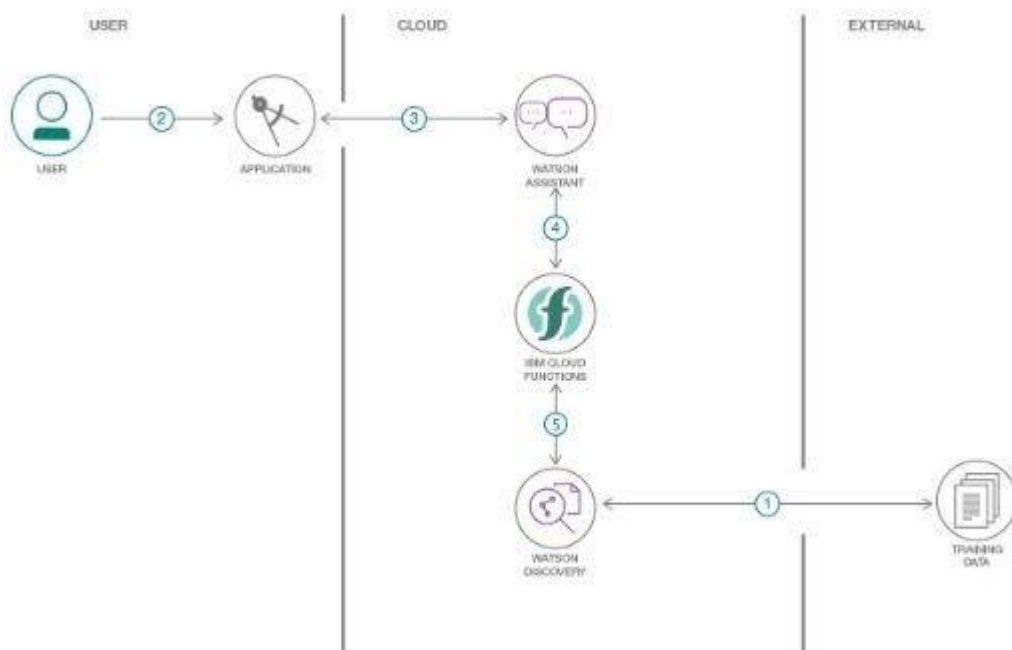 USER
CLOUD
EXTERNAL
2
3
USER
APPLICATION
WATSON
ASSISTANT
4
IBM CLOUD
FUNCTIONS
5
1
WATSON
DISCOVERY
TRAINING
DATA